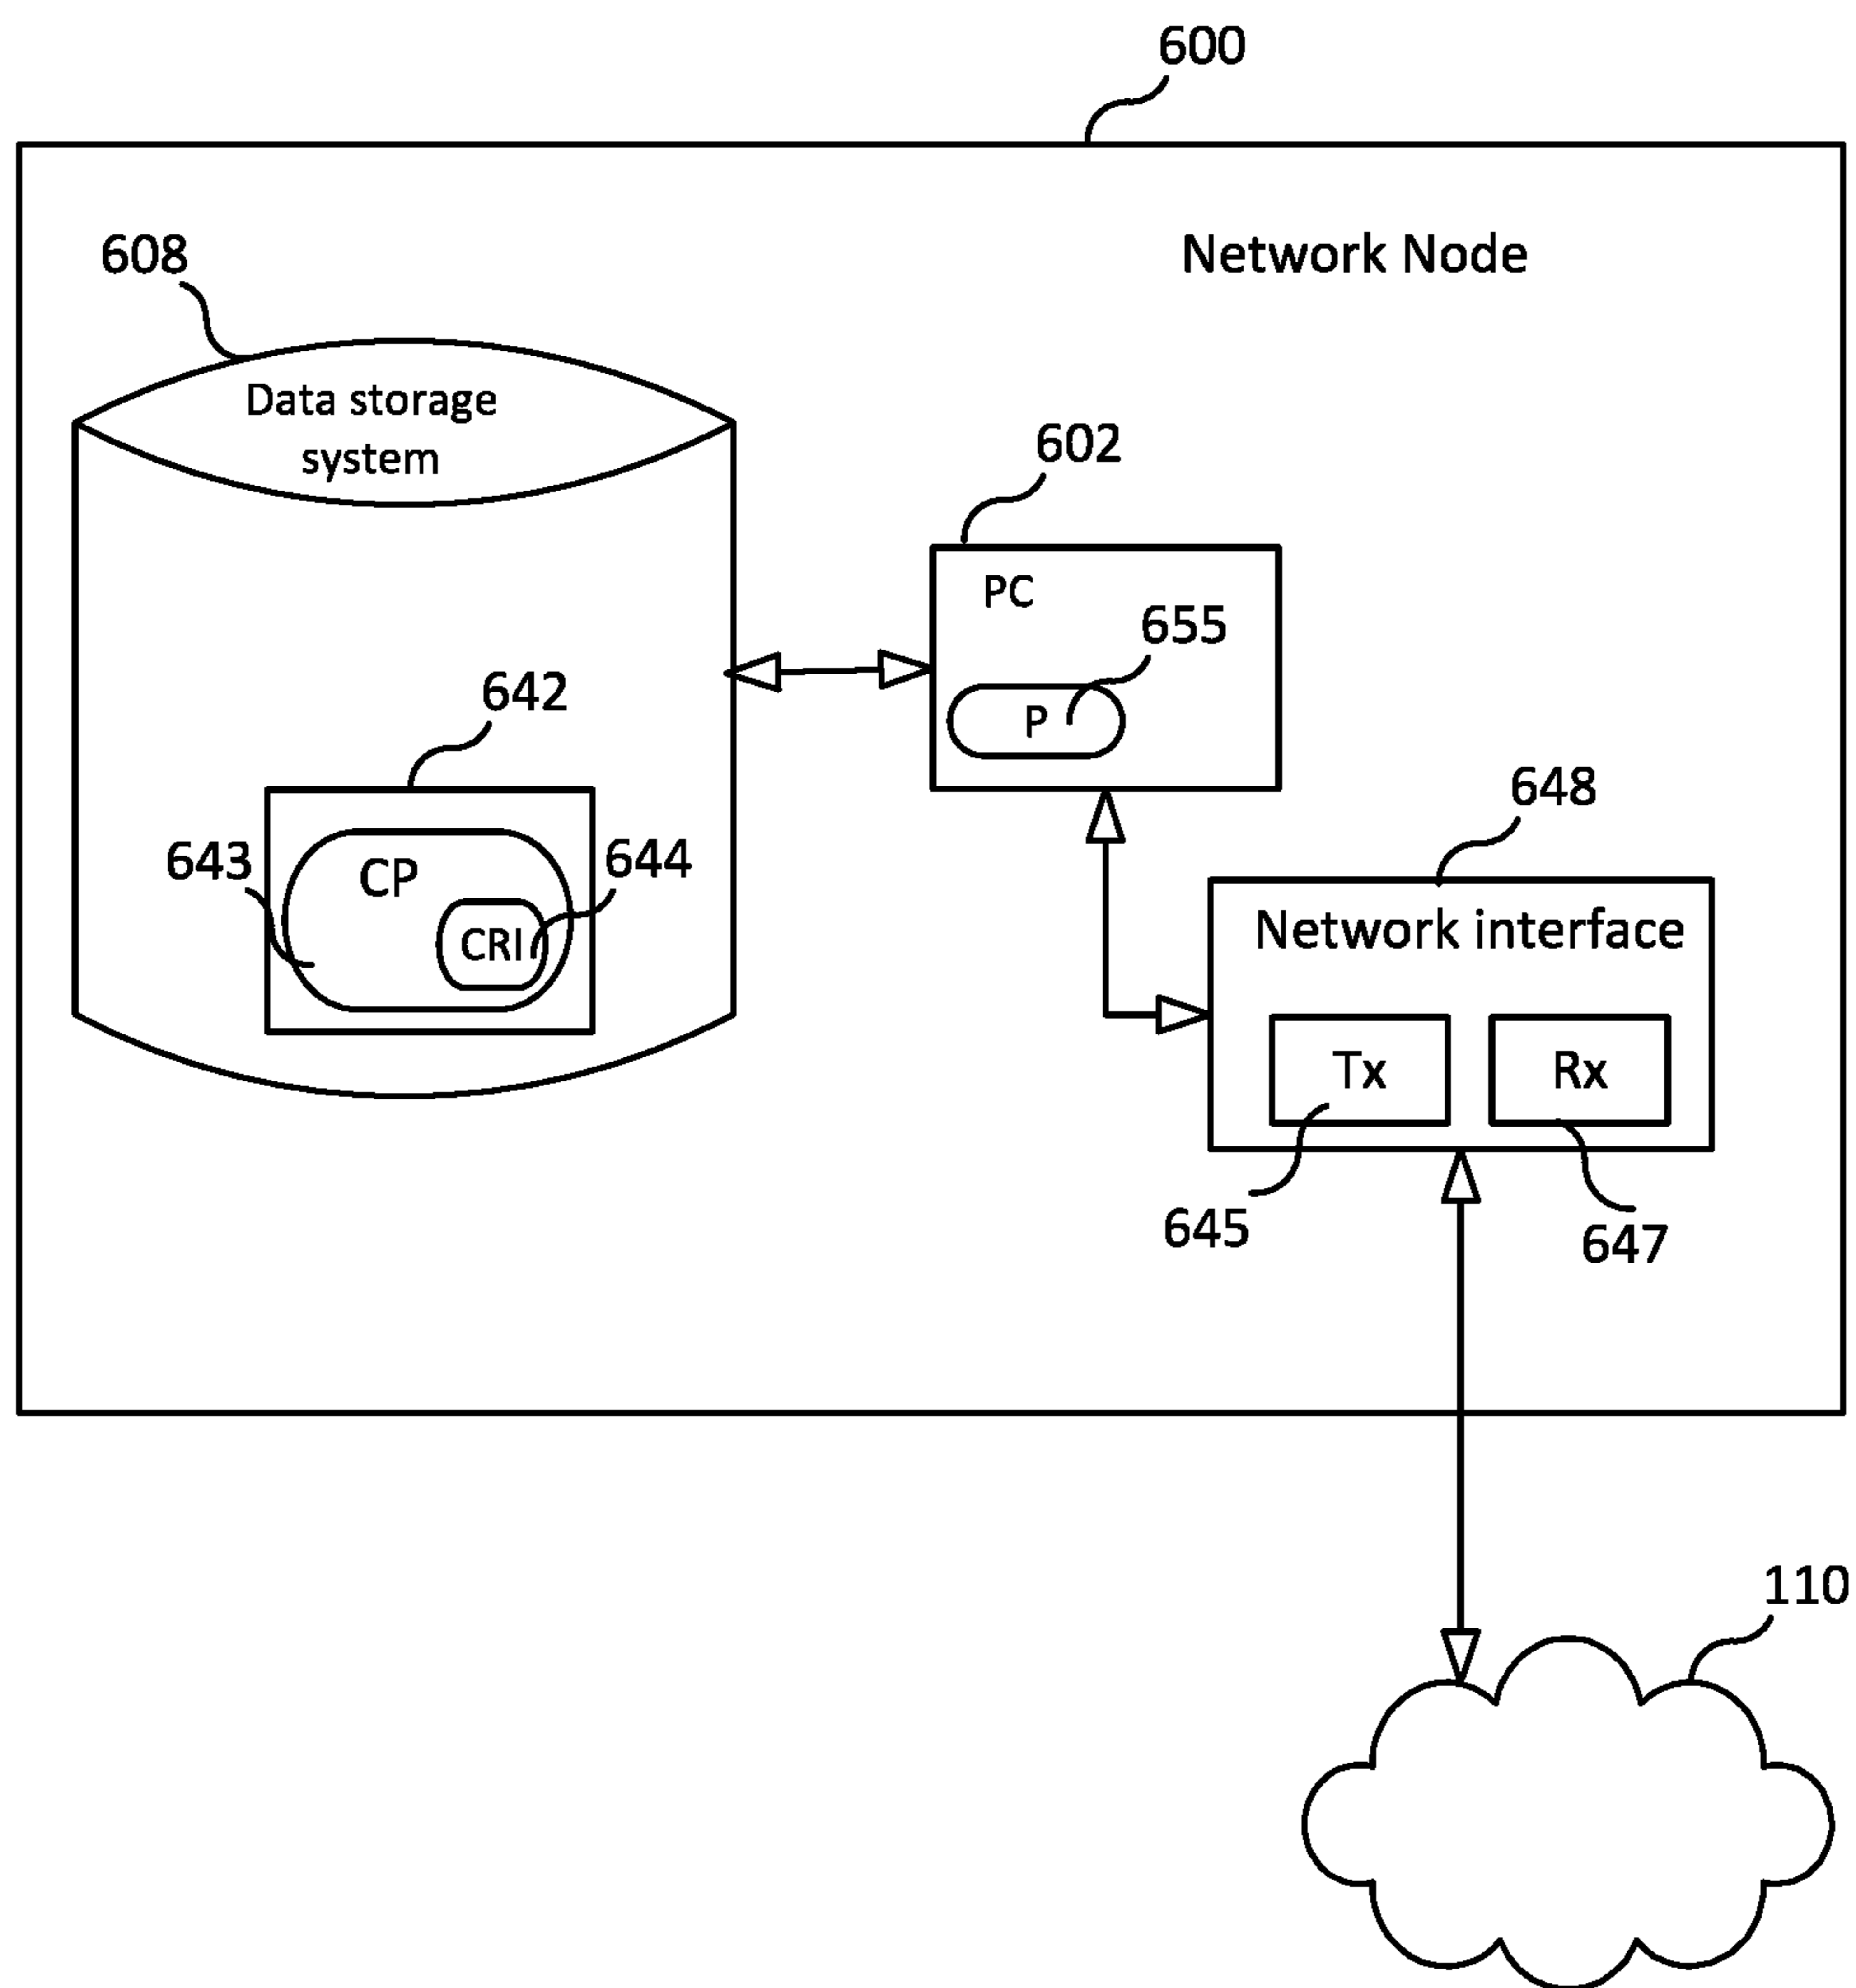 600
Network Node
608
Data storage
system
602
PC
655
P
642
643
CP
644
CRI
648
Network interface
Tx
Rx
645
647
110